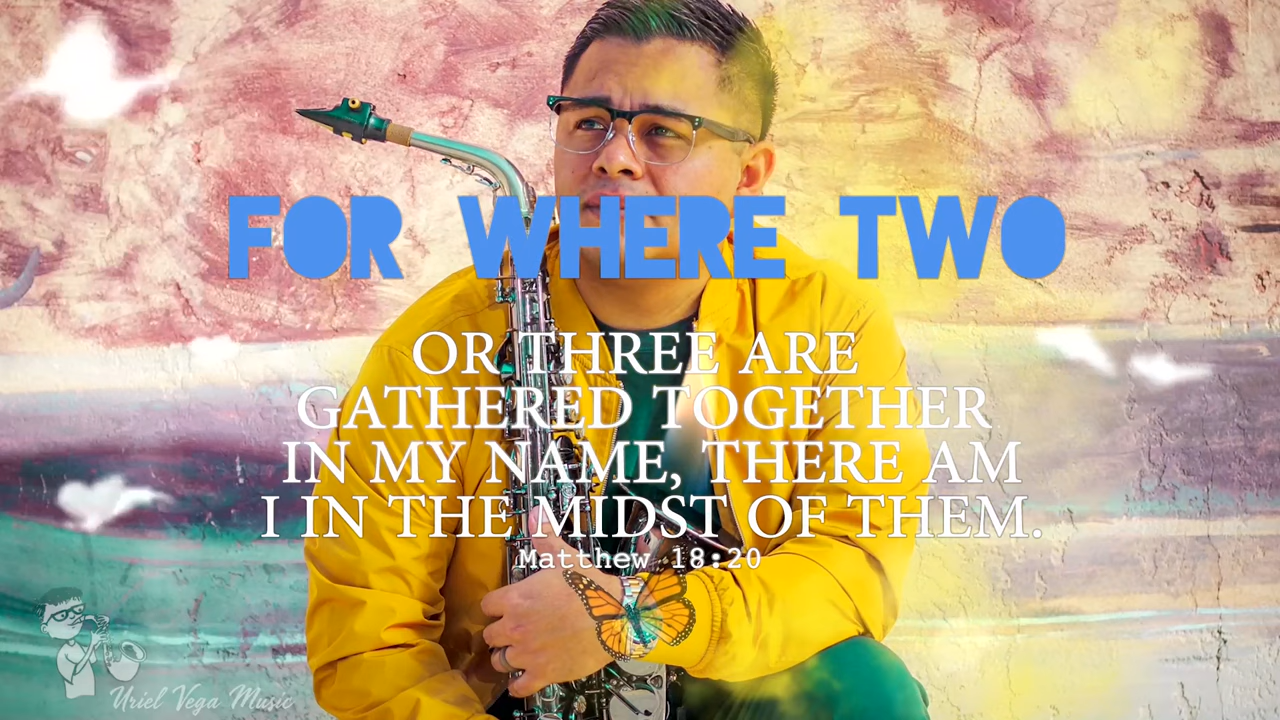 FOR WHERE TWO
OR THREE ARE
GATHERED TOGETHER
IN MY NAME, THERE AM
I IN THE MIDST OF THEM.
Matthew 18:20
Uriel Vega Music